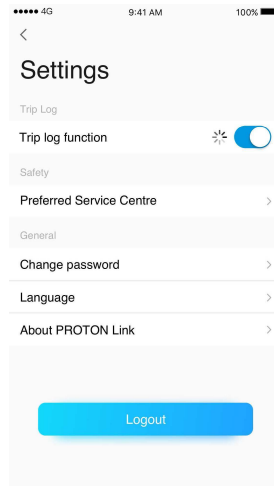 4G 9:41 AM 100%
Settings
Trip Log
Trip log function
Safety
Preferred Service Centre
General
Change password
Language
About PROTON Link
Logout